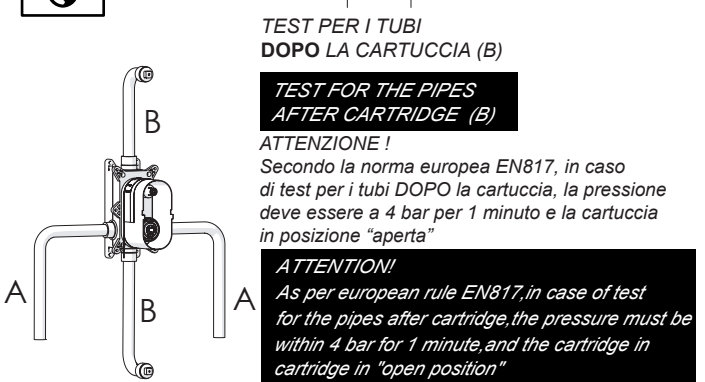 TEST PER I TUBI
DOPO LA CARTUCCIA (B)
TEST FOR THE PIPES
AFTER CARTRIDGE (B)
ATTENZIONE !
Secondo la norma europea EN817, in caso
di test per i tubi DOPO la cartuccia, la pressione
deve essere a 4 bar per 1 minuto e la cartuccia
in posizione “aperta”
ATTENTION!
As per european rule EN817,in case of test
for the pipes after cartridge,the pressure must be
within 4 bar for 1 minute,and the cartridge in
cartridge in "open position"
B
A
B
A